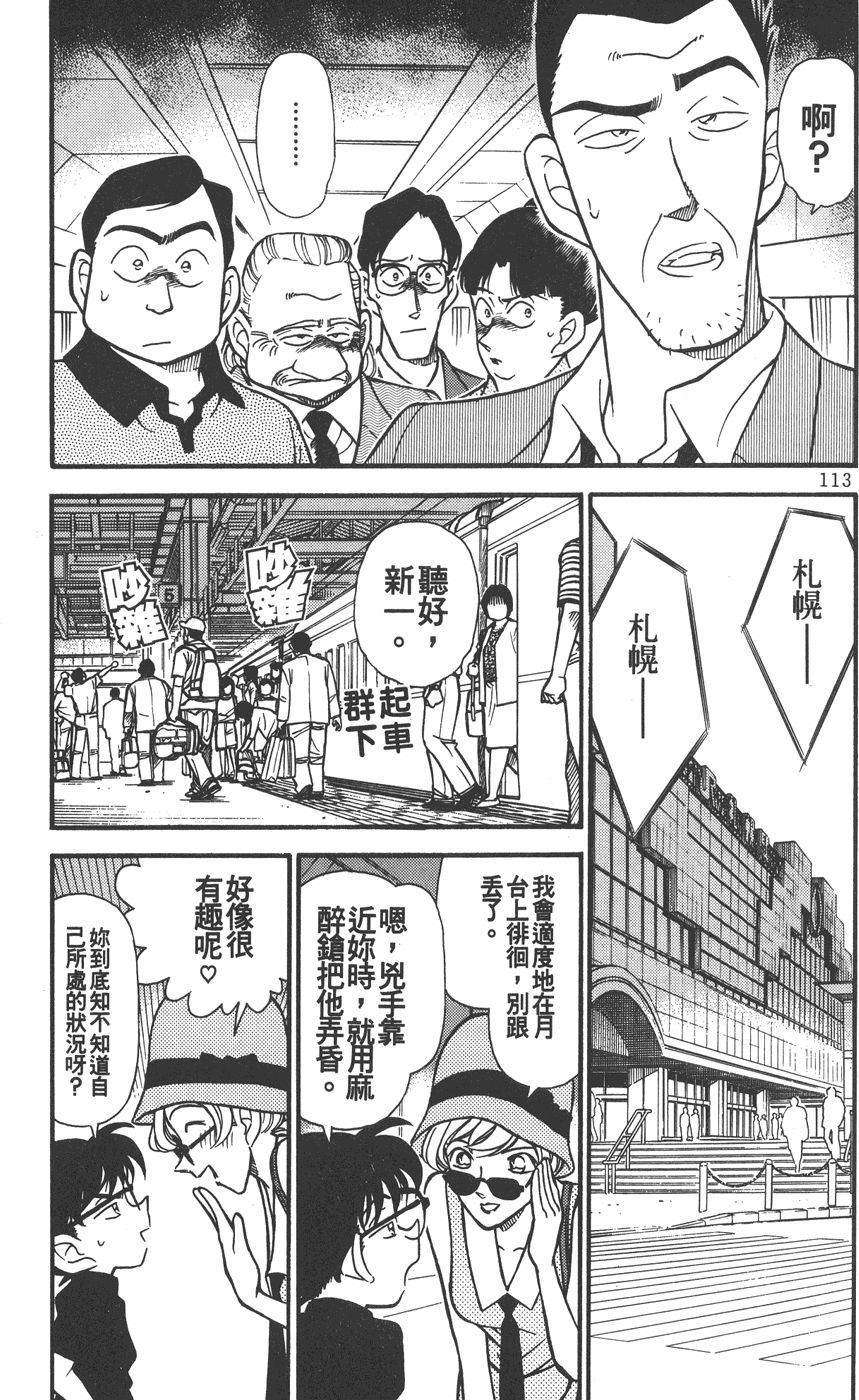 啊?
………
113
札幌—
札幌—
聽好,
新一。
吵雜
吵雜
起車
群下
我會適度地在月
台上徘徊,別跟
丟了。
嗯,兇手靠
近妳時,就用麻
醉鎗把他弄昏。
好像很
有趣呢♡
妳到底知不知道自
己所處的狀況呀?
5